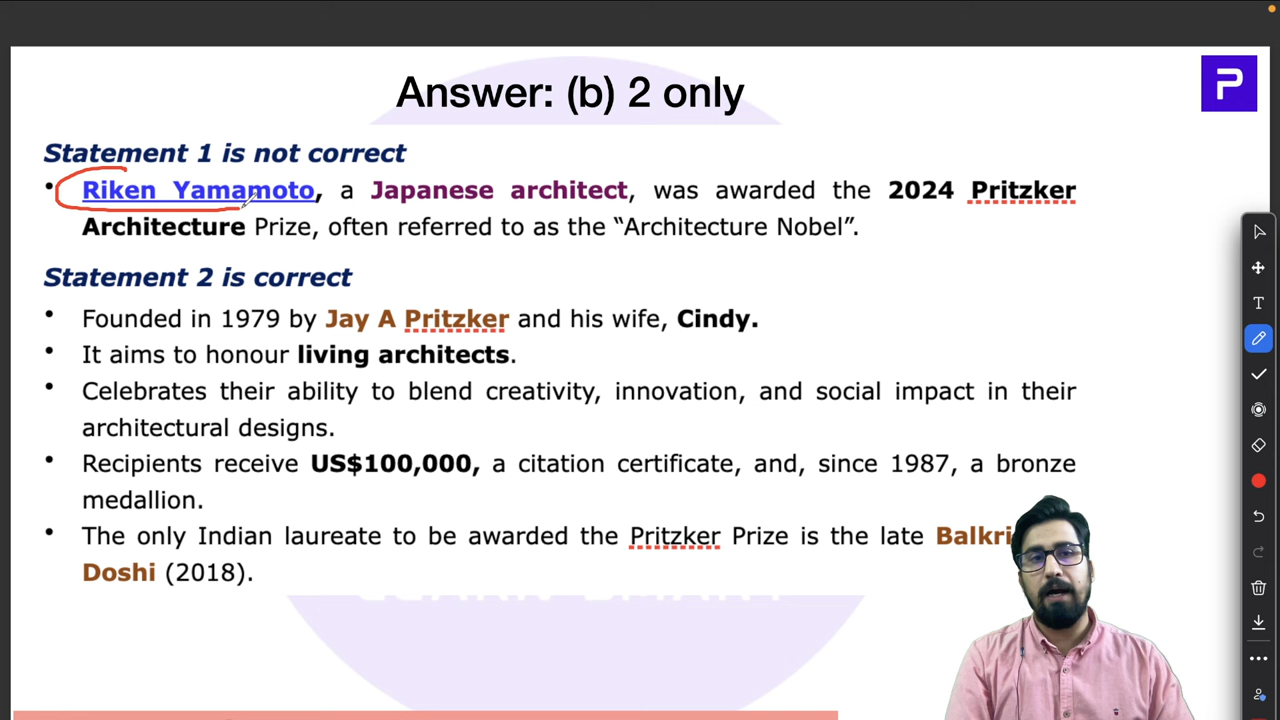 Answer: (b) 2 only
P
Statement 1 is not correct
• Riken Yamamoto, a Japanese architect, was awarded the 2024 Pritzker
Architecture Prize, often referred to as the “Architecture Nobel”.
Statement 2 is correct
• Founded in 1979 by Jay A Pritzker and his wife, Cindy.
• It aims to honour living architects.
• Celebrates their ability to blend creativity, innovation, and social impact in their
architectural designs.
• Recipients receive US$100,000, a citation certificate, and, since 1987, a bronze
medallion.
• The only Indian laureate to be awarded the Pritzker Prize is the late
Doshi (2018).
T